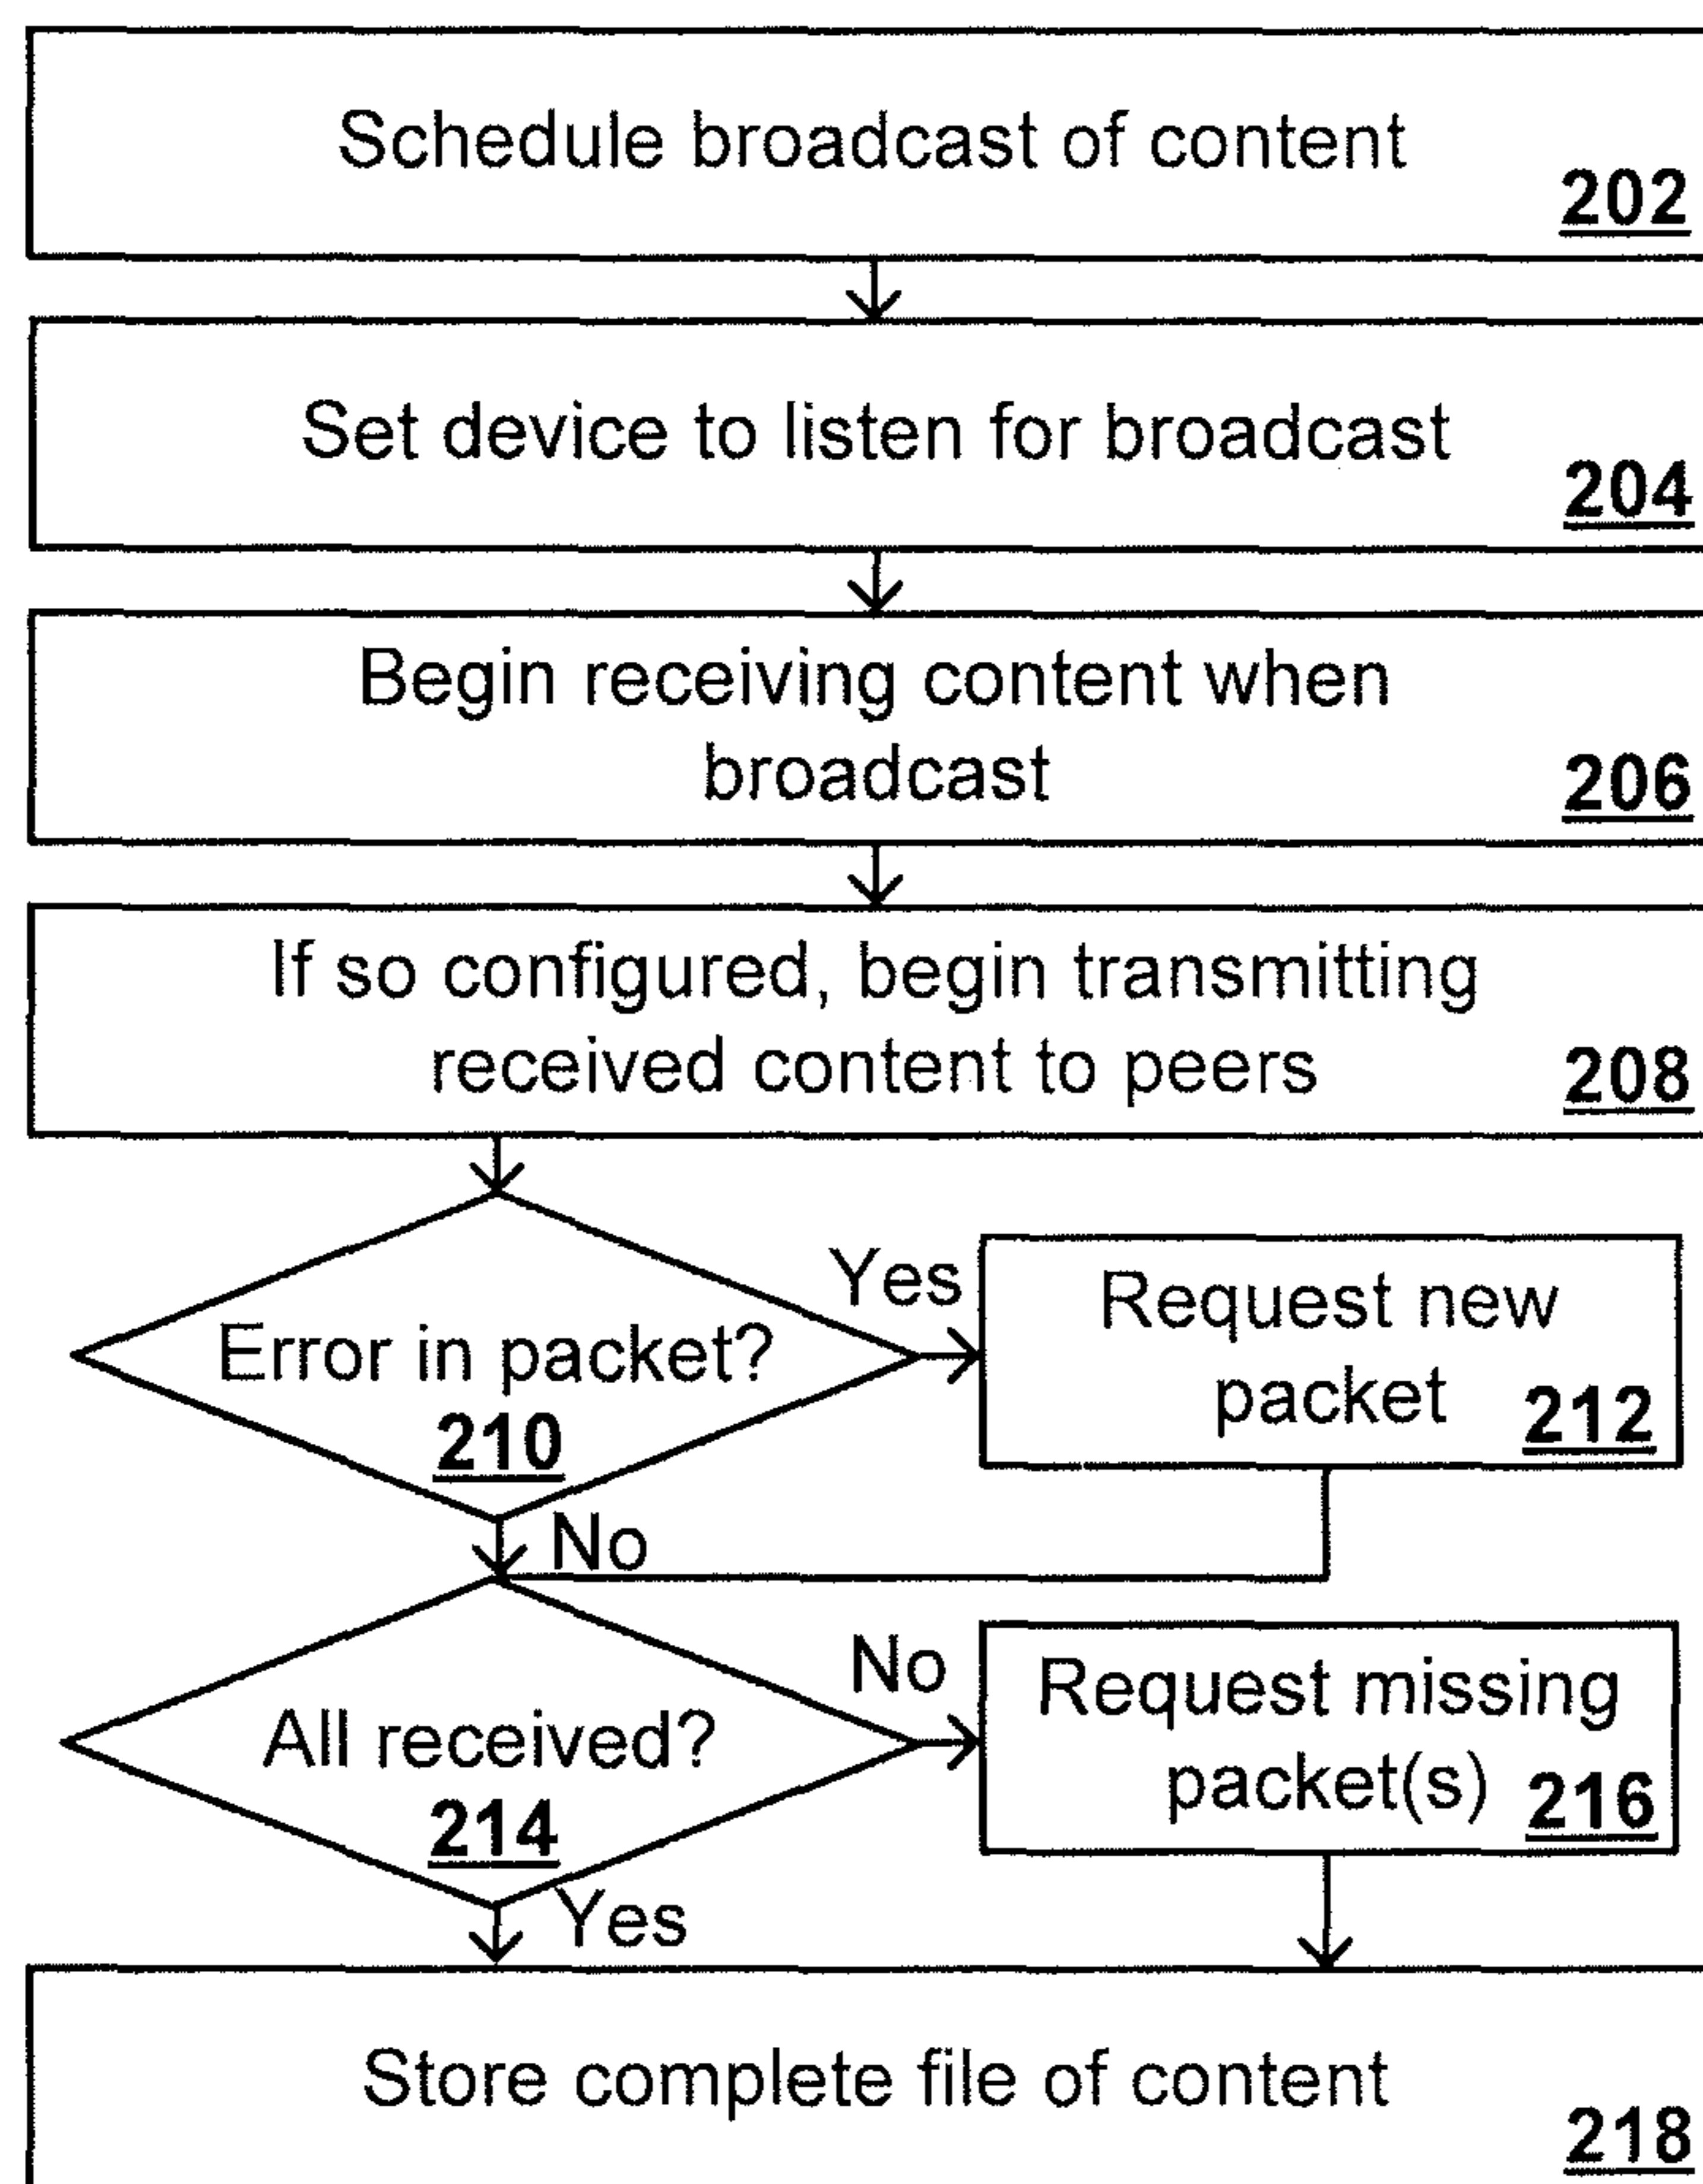 Schedule broadcast of content
202
Set device to listen for broadcast
204
Begin receiving content when
broadcast
206
If so configured, begin transmitting
received content to peers
208
Error in packet?
210
Yes
Request new
packet 212
No
All received?
214
No
Request missing
packet(s) 216
Yes
Store complete file of content
218